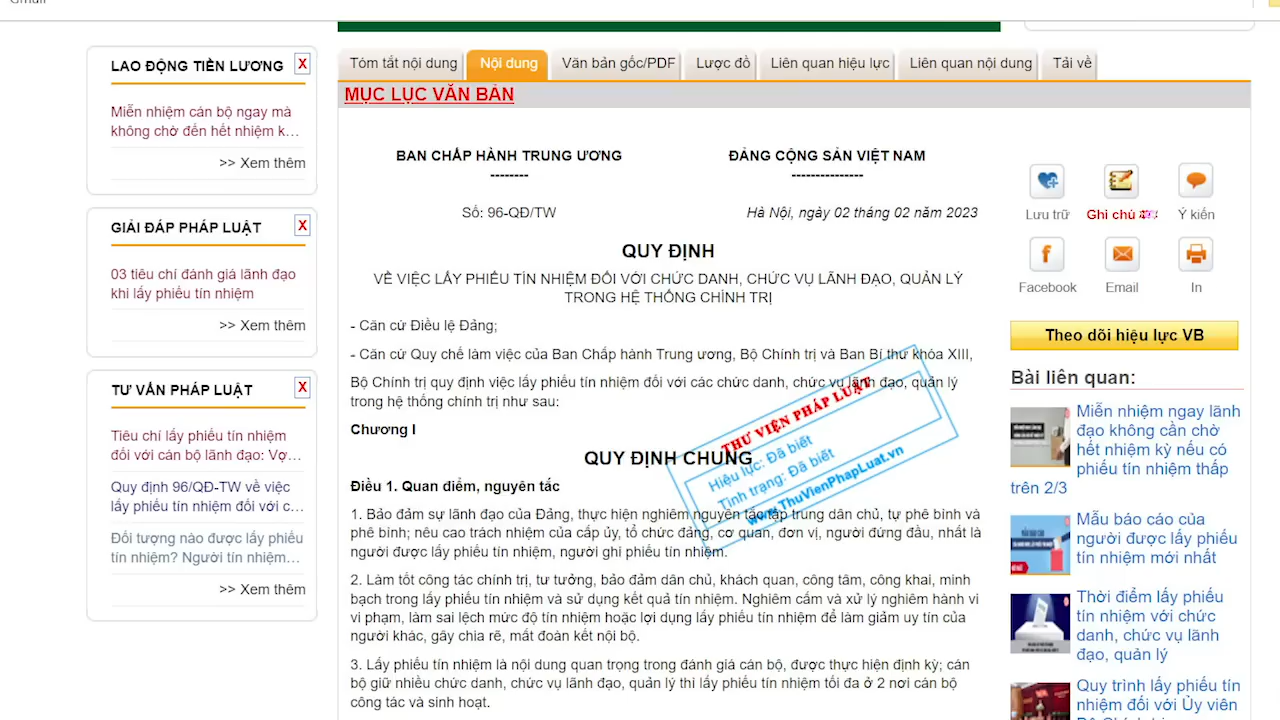 LAO ĐỘNG TIỀN LƯƠNG X
Miễn nhiệm cán bộ ngay mà
không chờ đến hết nhiệm k…
>> Xem thêm
GIẢI ĐÁP PHÁP LUẬT X
03 tiêu chí đánh giá lãnh đạo
khi lấy phiếu tín nhiệm
>> Xem thêm
TƯ VẤN PHÁP LUẬT X
Tiêu chí lấy phiếu tín nhiệm
đối với cán bộ lãnh đạo: Vợ…
Quy định 96/QĐ-TW về việc
lấy phiếu tín nhiệm đối với c…
Đối tượng nào được lấy phiếu
tín nhiệm? Người tín nhiệm…
>> Xem thêm
Tóm tắt nội dung Nội dung Văn bản gốc/PDF Lược đồ Liên quan hiệu lực Liên quan nội dung Tải về
MỤC LỤC VĂN BẢN
BAN CHẤP HÀNH TRUNG ƯƠNG
--------
ĐẢNG CỘNG SẢN VIỆT NAM
---------------
Số: 96-QĐ/TW
Hà Nội, ngày 02 tháng 02 năm 2023
QUY ĐỊNH
VỀ VIỆC LẤY PHIẾU TÍN NHIỆM ĐỐI VỚI CHỨC DANH, CHỨC VỤ LÃNH ĐẠO, QUẢN LÝ
TRONG HỆ THỐNG CHÍNH TRỊ
- Căn cứ Điều lệ Đảng;
- Căn cứ Quy chế làm việc của Ban Chấp hành Trung ương, Bộ Chính trị và Ban Bí thư khóa XIII,
Bộ Chính trị quy định việc lấy phiếu tín nhiệm đối với các chức danh, chức vụ lãnh đạo, quản lý
trong hệ thống chính trị như sau:
Chương I
QUY ĐỊNH CHUNG
Điều 1. Quan điểm, nguyên tắc
1. Bảo đảm sự lãnh đạo của Đảng, thực hiện nghiêm nguyên tắc tập trung dân chủ, tự phê bình và
phê bình; nêu cao trách nhiệm của cấp ủy, tổ chức đảng, cơ quan, đơn vị, người đứng đầu, nhất là
người được lấy phiếu tín nhiệm, người ghi phiếu tín nhiệm.
2. Làm tốt công tác chính trị, tư tưởng, bảo đảm dân chủ, khách quan, công tâm, công khai, minh
bạch trong lấy phiếu tín nhiệm và sử dụng kết quả tín nhiệm. Nghiêm cấm và xử lý nghiêm hành vi
vi phạm, làm sai lệch mức độ tín nhiệm hoặc lợi dụng lấy phiếu tín nhiệm để làm giảm uy tín của
người khác, gây chia rẽ, mất đoàn kết nội bộ.
3. Lấy phiếu tín nhiệm là nội dung quan trọng trong đánh giá cán bộ, được thực hiện định kỳ; cán
bộ giữ nhiều chức danh, chức vụ lãnh đạo, quản lý thì lấy phiếu tín nhiệm tối đa ở 2 nơi cán bộ
công tác và sinh hoạt.
THƯ VIỆN PHÁP LUẬT
Hiệu lực: Đã biết
Tình trạng: Đã biết
www.ThuVienPhapLuat.vn
Lưu trữ Ghi chú Ý kiến
Facebook Email In
Theo dõi hiệu lực VB
Bài liên quan:
Miễn nhiệm ngay lãnh
đạo không cần chờ
hết nhiệm kỳ nếu có
phiếu tín nhiệm thấp
trên 2/3
Mẫu báo cáo của
người được lấy phiếu
tín nhiệm mới nhất
Thời điểm lấy phiếu
tín nhiệm với chức
danh, chức vụ lãnh
đạo, quản lý
Quy trình lấy phiếu tín
nhiệm đối với Ủy viên